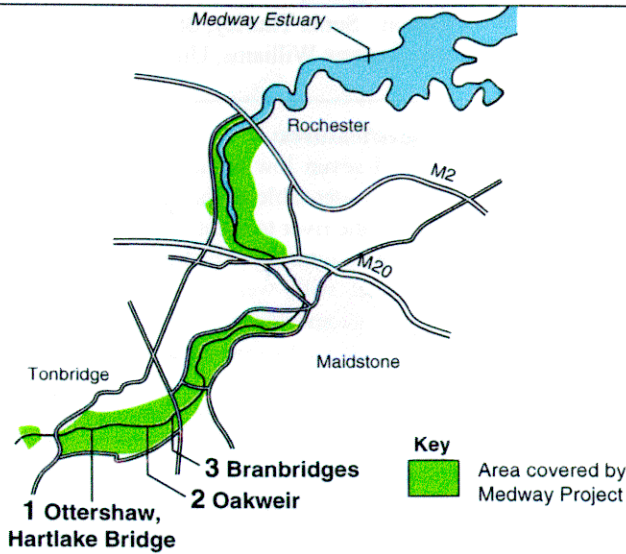 Medway Estuary
Rochester
M2
M20
Maidstone
Tonbridge
3 Branbridges
2 Oakweir
1 Ottershaw,
Hartlake Bridge
Key
Area covered by
Medway Project